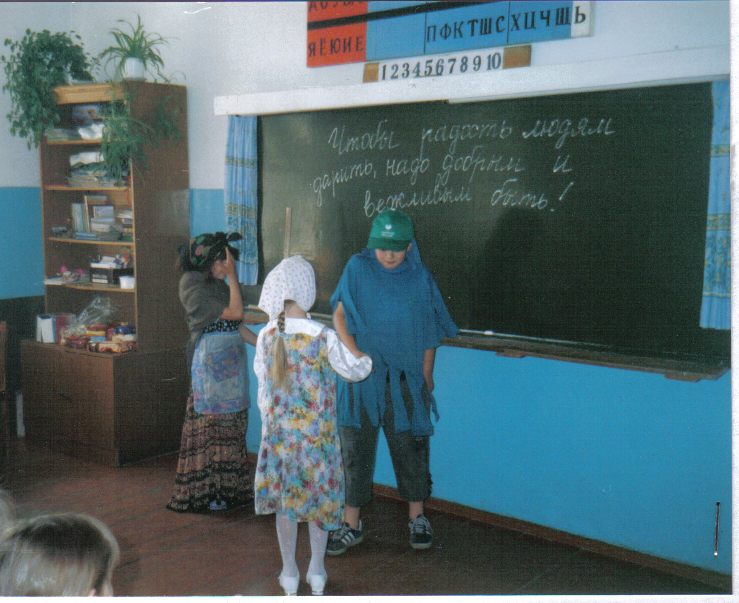 ЯЁЮИЕ
ПФКТШСХЦЧЩЬ
12345678910
Чтобы радость людям
дарить, надо добрым и
вежливым быть!